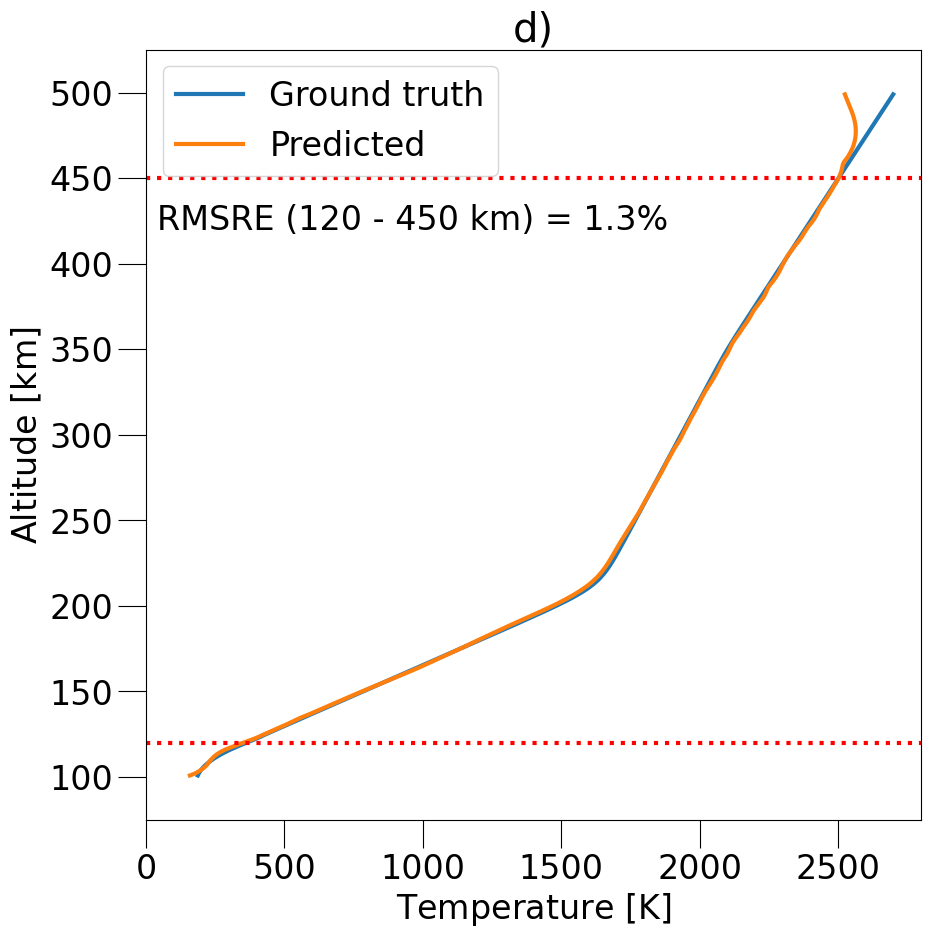 d)
Ground truth
Predicted
RMSRE (120 - 450 km) = 1.3%
Altitude [km]
500
450
400
350
300
250
200
150
100
0 500 1000 1500 2000 2500
Temperature [K]